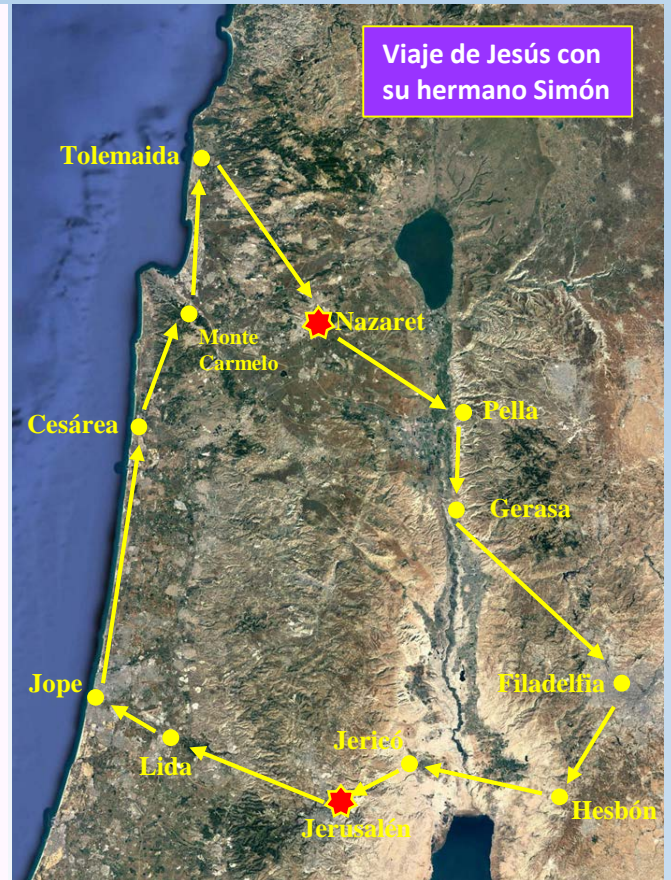 Viaje de Jesús con
su hermano Simón
Tolemaida
Nazaret
Monte
Carmelo
Pella
Cesárea
Gerasa
Filadelfia
Jope
Lida
Jericó
Hesbón
Jerusalén